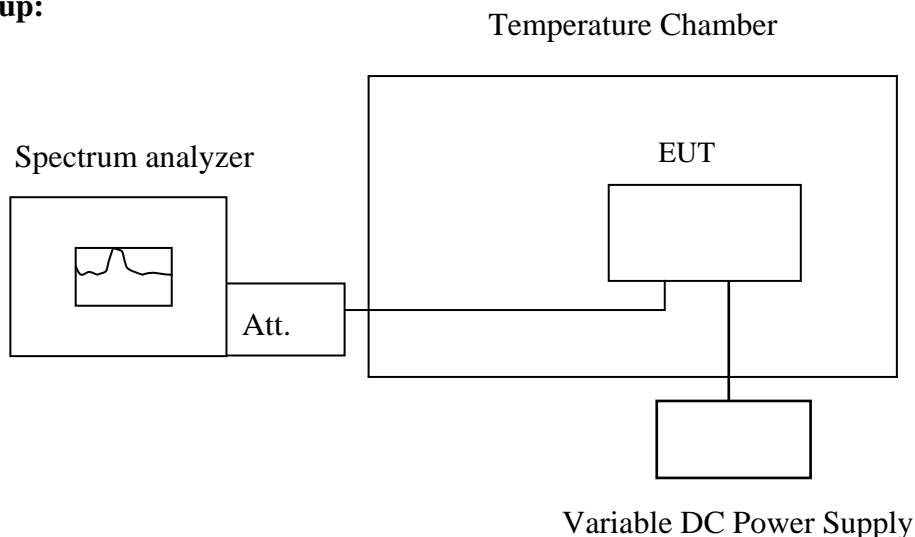 up:
Temperature Chamber
Spectrum analyzer
EUT
Att.
Variable DC Power Supply